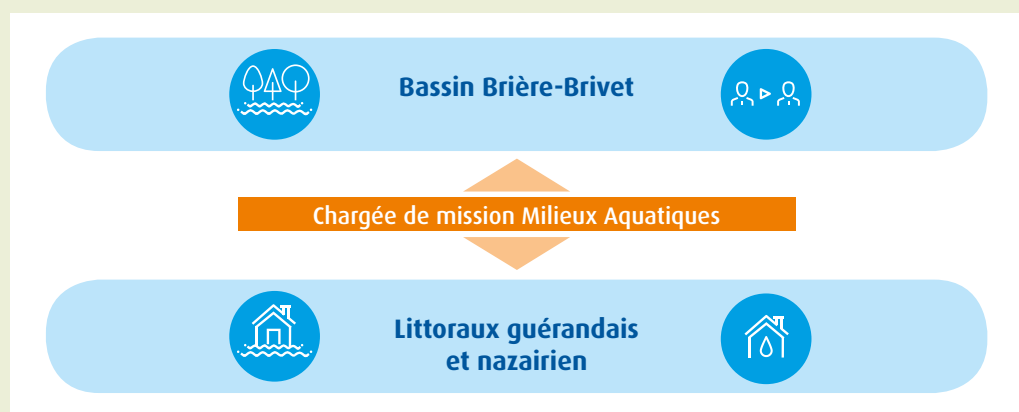 Bassin Brière-Brivet
Chargée de mission Milieux Aquatiques
Littoraux guérandais
et nazairien